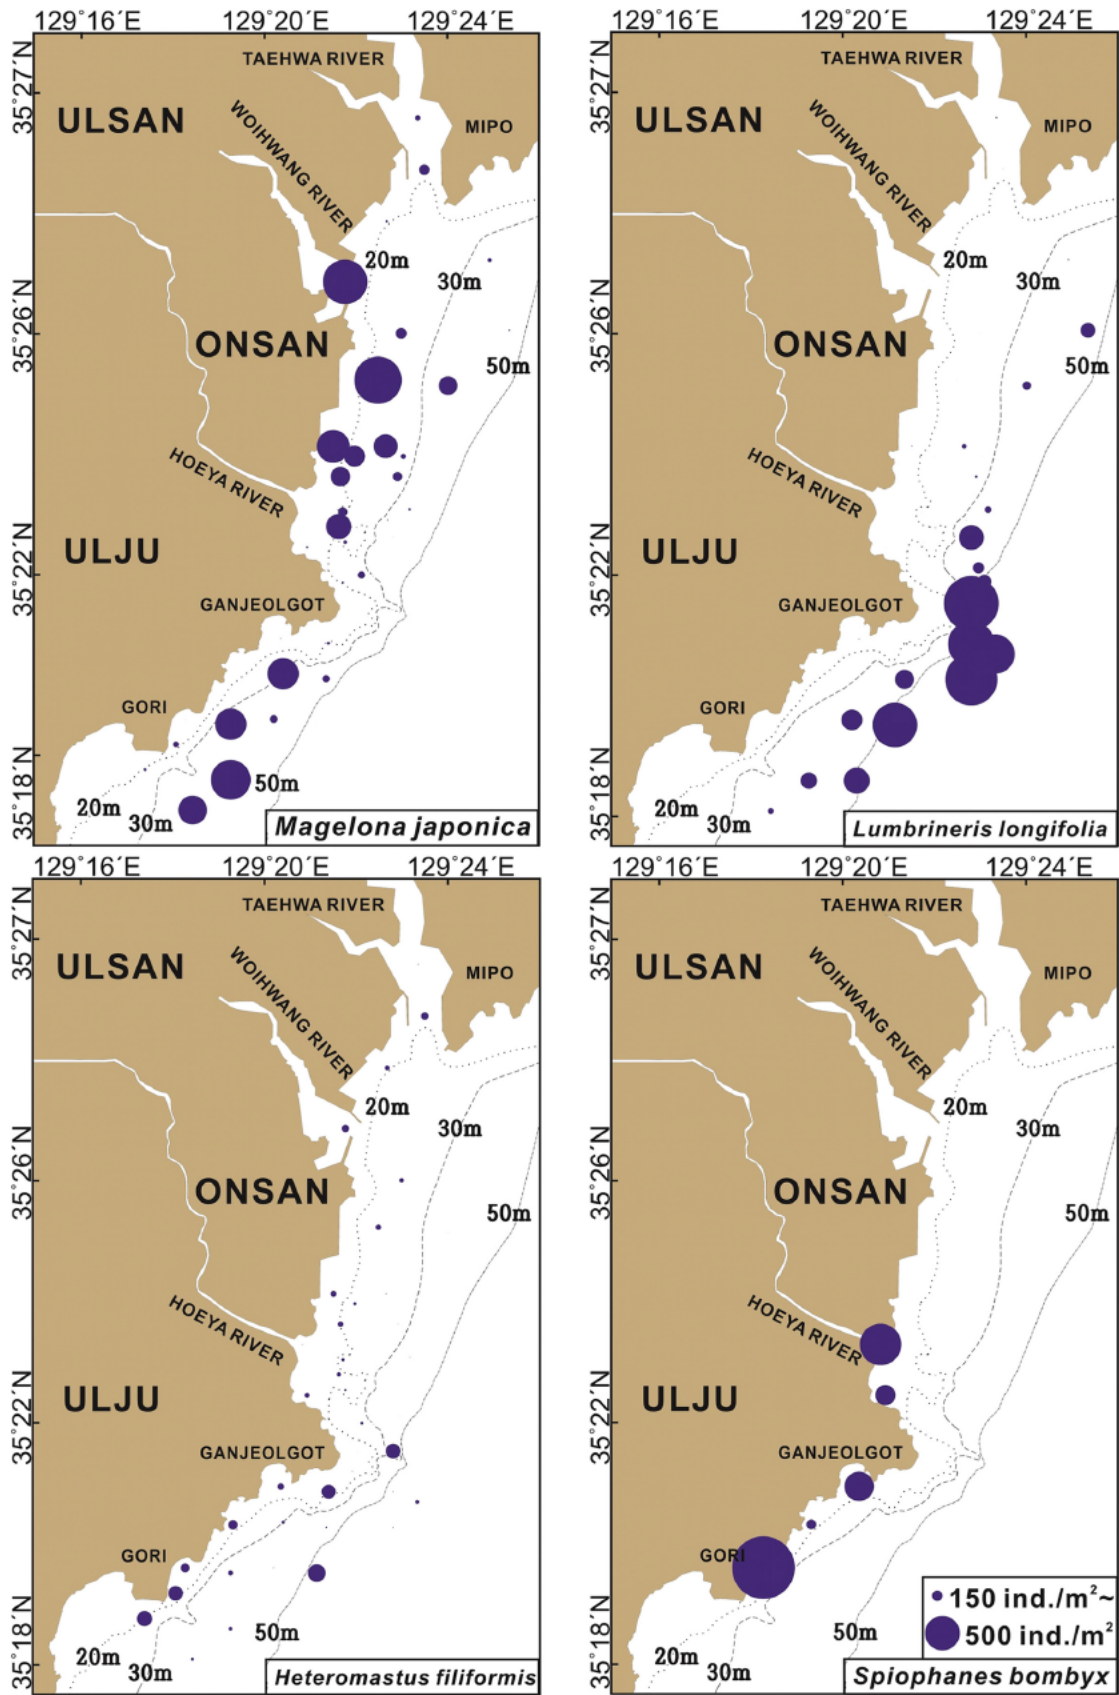 129°16´E 129°20´E 129°24´E
35°27´N
35°26´N
35°22´N
35°18´N
TAEHWA RIVER
ULSAN
WOIHWANG RIVER
MIPO
20m
30m
ONSAN
50m
HOEYA RIVER
ULJU
GANJEOLGOT
GORI
50m
20m
30m
Magelona japonica
129°16´E 129°20´E 129°24´E
35°27´N
35°26´N
35°22´N
35°18´N
TAEHWA RIVER
ULSAN
WOIHWANG RIVER
MIPO
20m
30m
ONSAN
50m
HOEYA RIVER
ULJU
GANJEOLGOT
GORI
20m
30m
Lumbrineris longifolia
129°16´E 129°20´E 129°24´E
35°27´N
35°26´N
35°22´N
35°18´N
TAEHWA RIVER
ULSAN
WOIHWANG RIVER
MIPO
20m
30m
ONSAN
50m
HOEYA RIVER
ULJU
GANJEOLGOT
GORI
50m
20m
30m
Heteromastus filiformis
129°16´E 129°20´E 129°24´E
35°27´N
35°26´N
35°22´N
35°18´N
TAEHWA RIVER
ULSAN
WOIHWANG RIVER
MIPO
20m
30m
ONSAN
50m
HOEYA RIVER
ULJU
GANJEOLGOT
GORI
150 ind./m²~
500 ind./m²
50m
20m
30m
Spiophanes bombyx